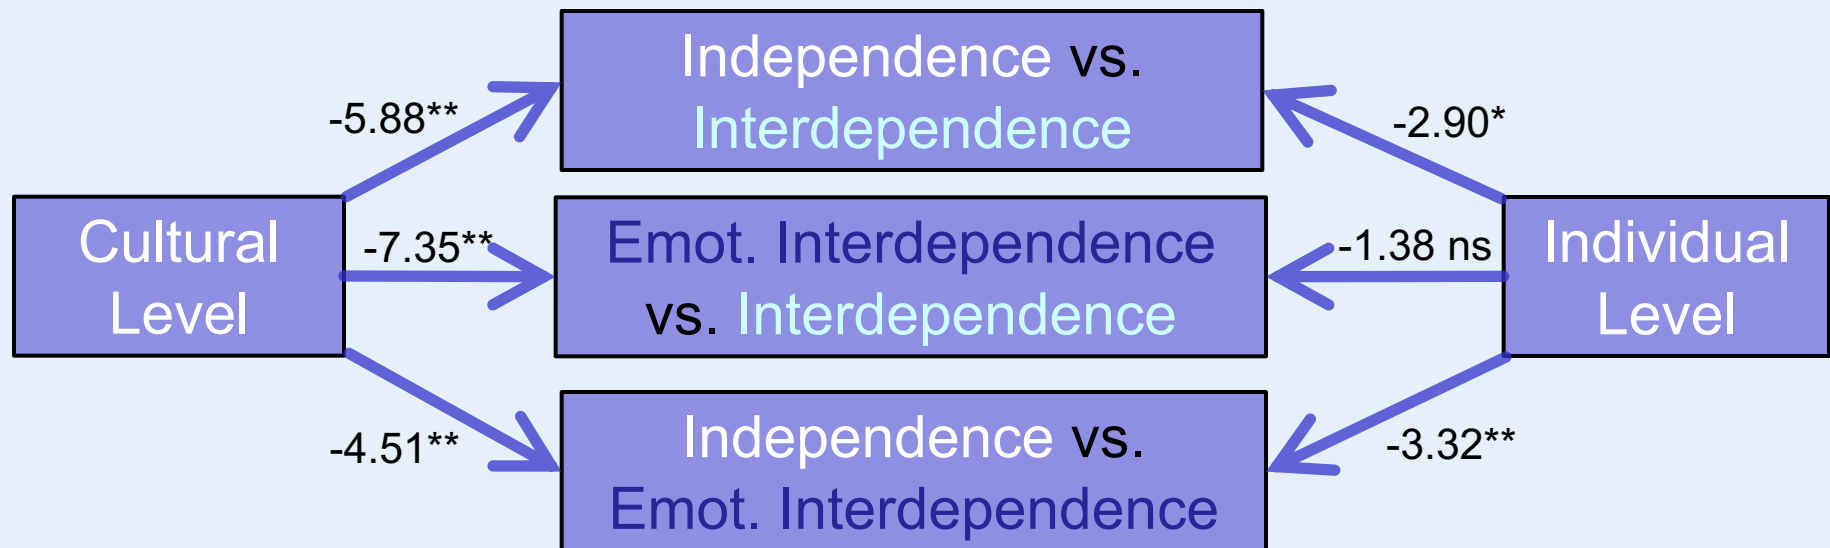 Independence vs.
Interdependence
-5.88**
-2.90*
Cultural
Level
-7.35**
Emot. Interdependence
vs. Interdependence
-1.38 ns
Individual
Level
-4.51**
Independence vs.
Emot. Interdependence
-3.32**